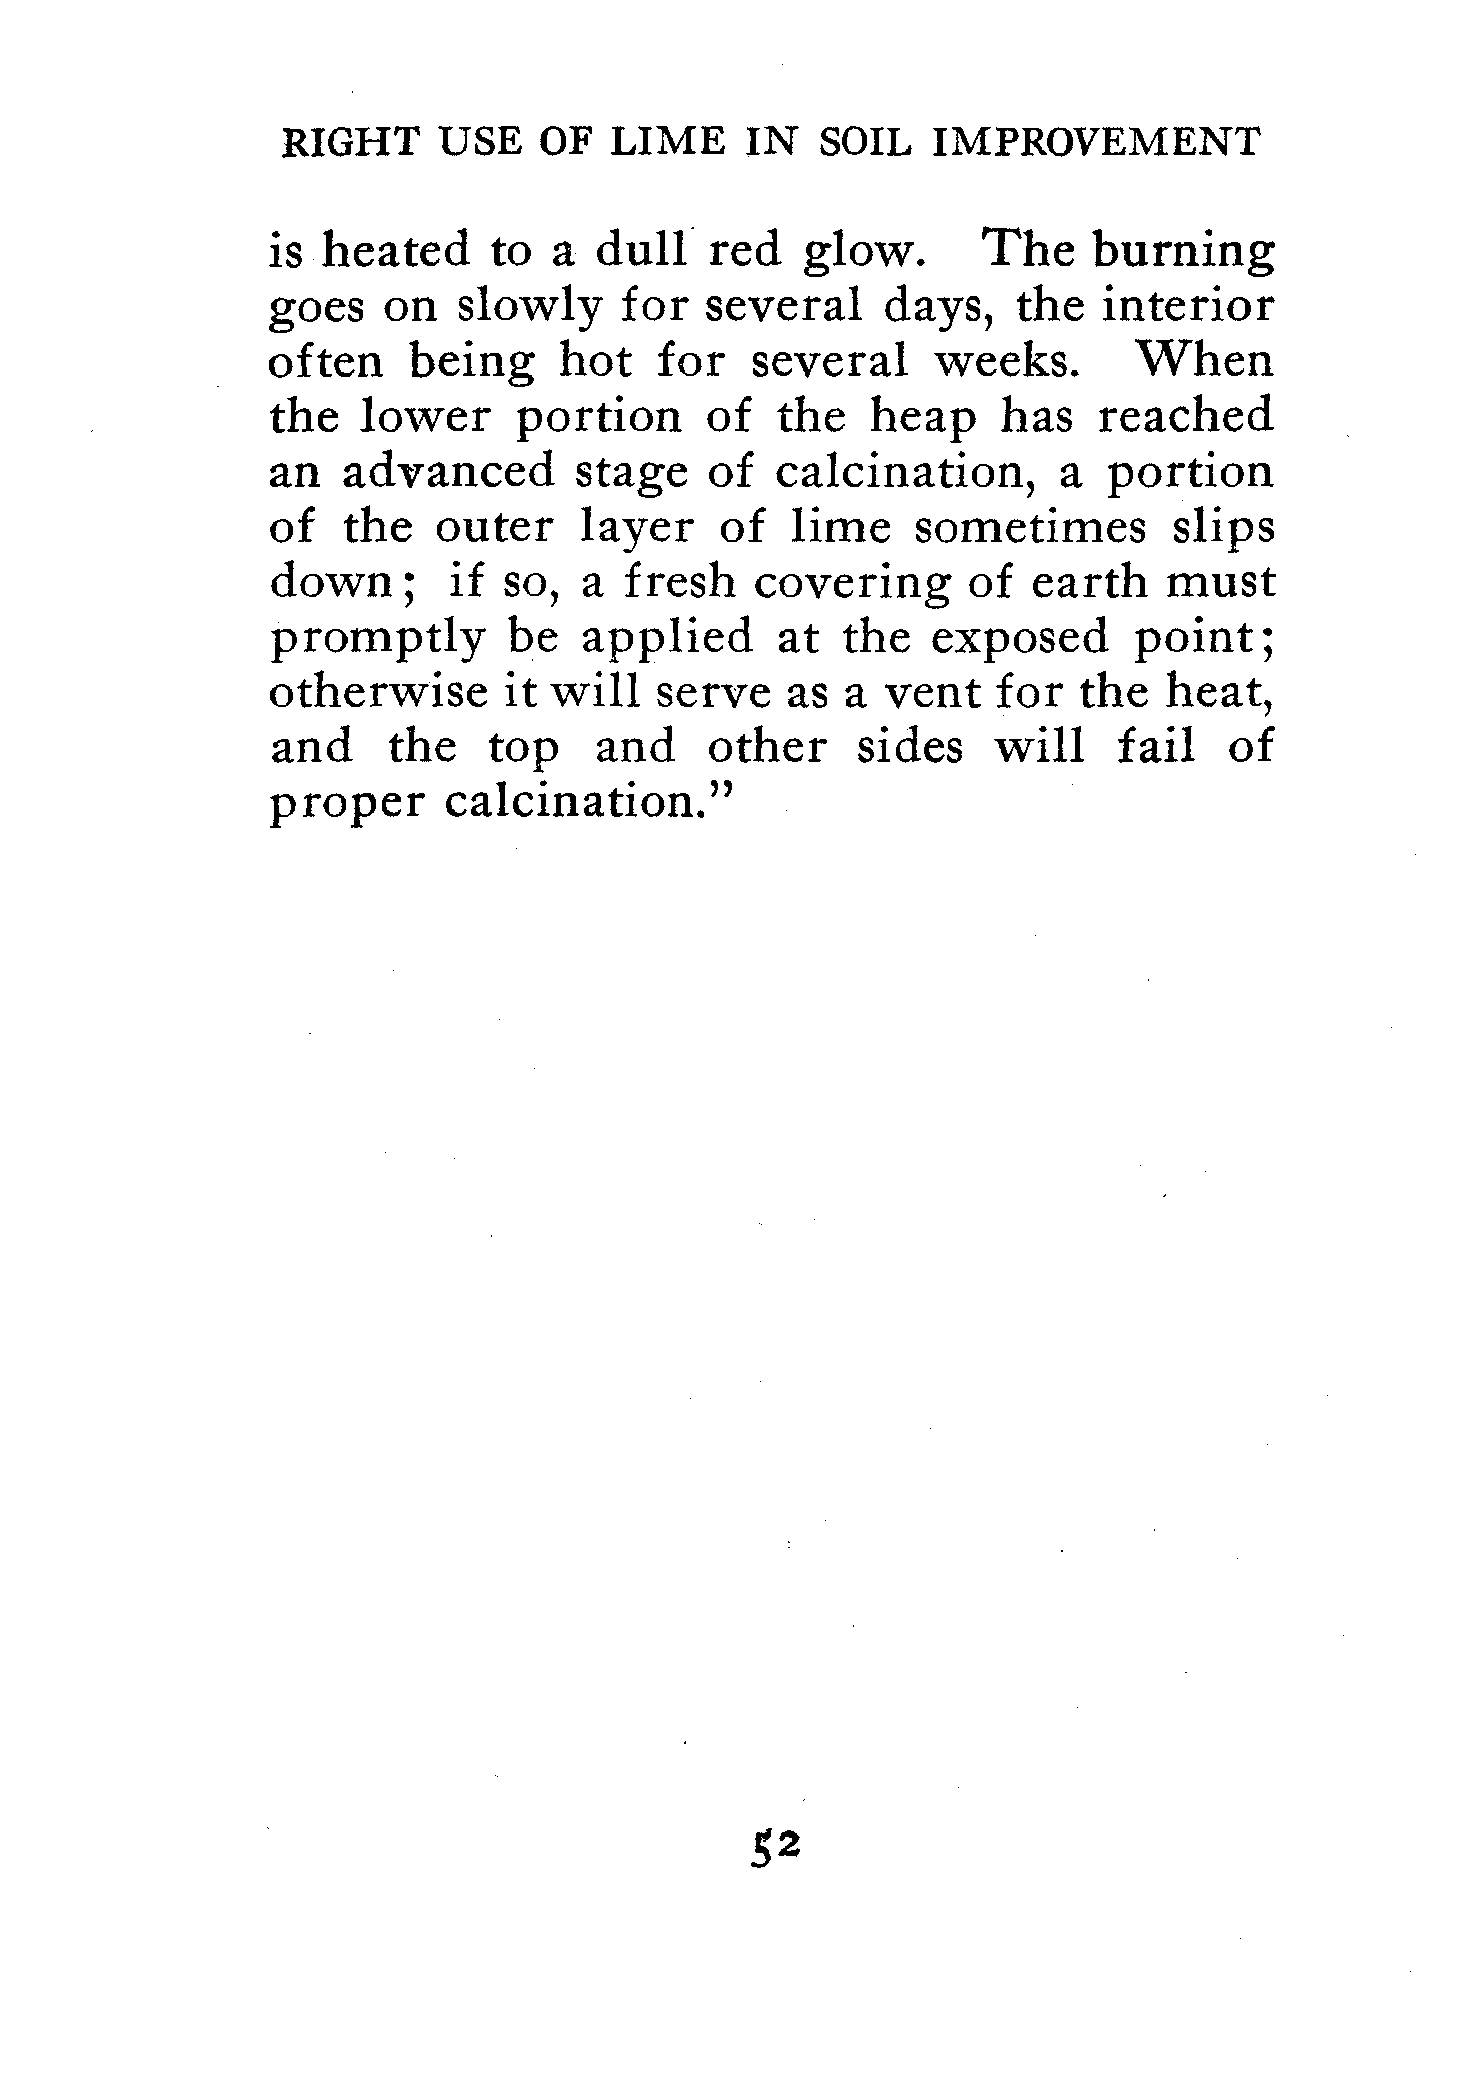 RIGHT USE OF LIME IN SOIL IMPROVEMENT
is heated to a dull red glow. The burning
goes on slowly for several days, the interior
often being hot for several weeks. When
the lower portion of the heap has reached
an advanced stage of calcination, a portion
of the outer layer of lime sometimes slips
down; if so, a fresh covering of earth must
promptly be applied at the exposed point;
otherwise it will serve as a vent for the heat,
and the top and other sides will fail of
proper calcination.”
52